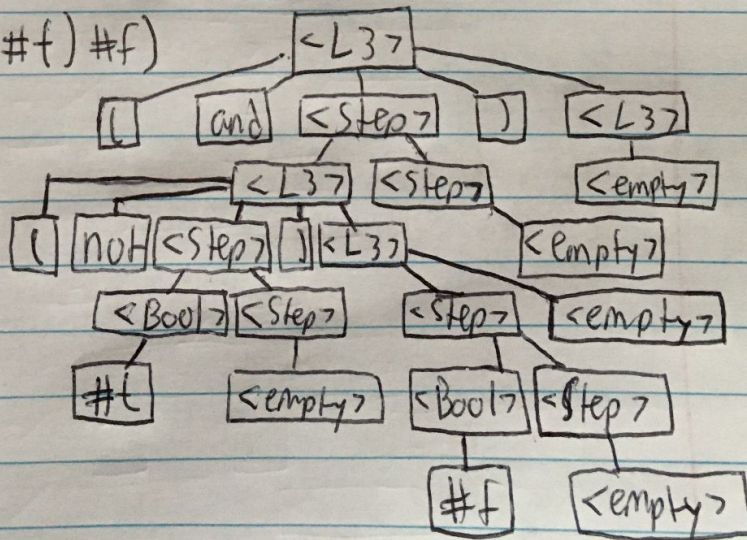 #t) #f)
<L3>
( and <Step> ) <L3>
<L3> <Step> <empty>
( not <Step> ) <L3> <empty>
<Bool> <Step> <Step> <empty>
#t <empty> <Bool> <Step>
#f <empty>